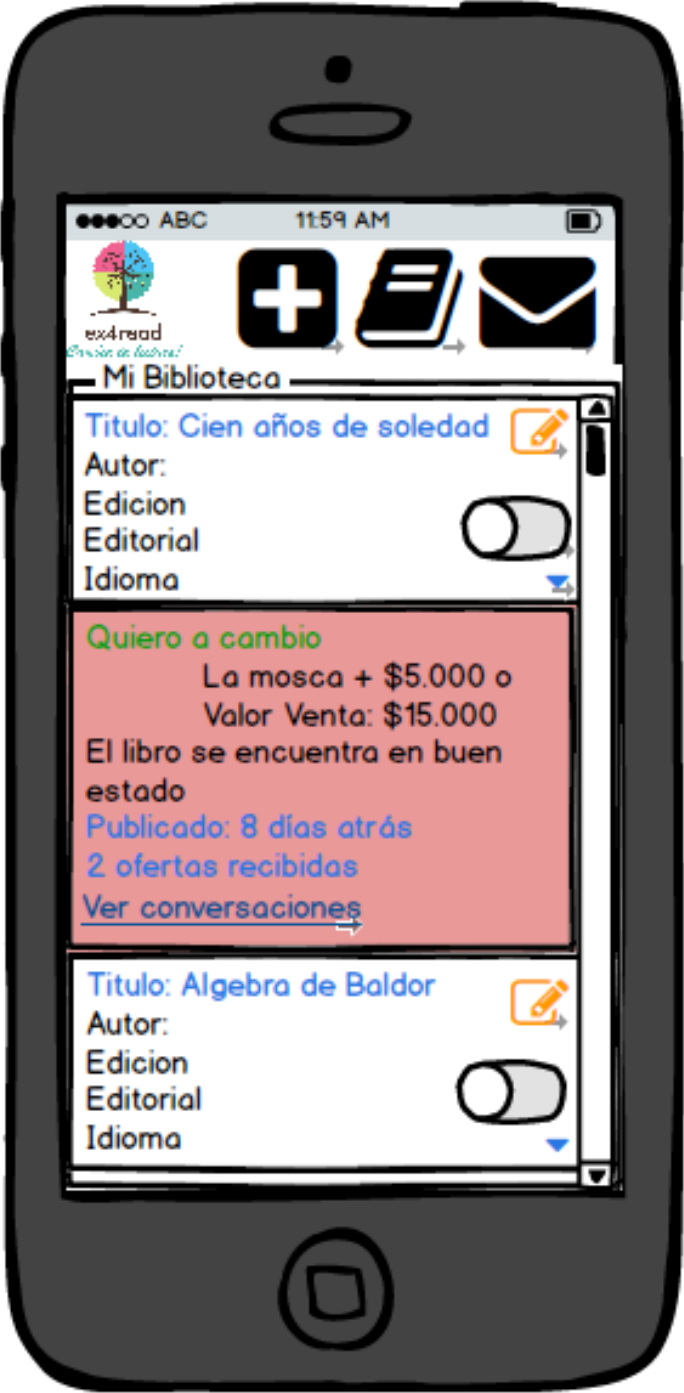 ABC 11:59 AM
ex4read
Mi Biblioteca
Titulo: Cien años de soledad
Autor:
Edicion
Editorial
Idioma
Quiero a cambio
La mosca + $5.000 o
Valor Venta: $15.000
El libro se encuentra en buen
estado
Publicado: 8 días atrás
2 ofertas recibidas
Ver conversaciones
Titulo: Algebra de Baldor
Autor:
Edicion
Editorial
Idioma